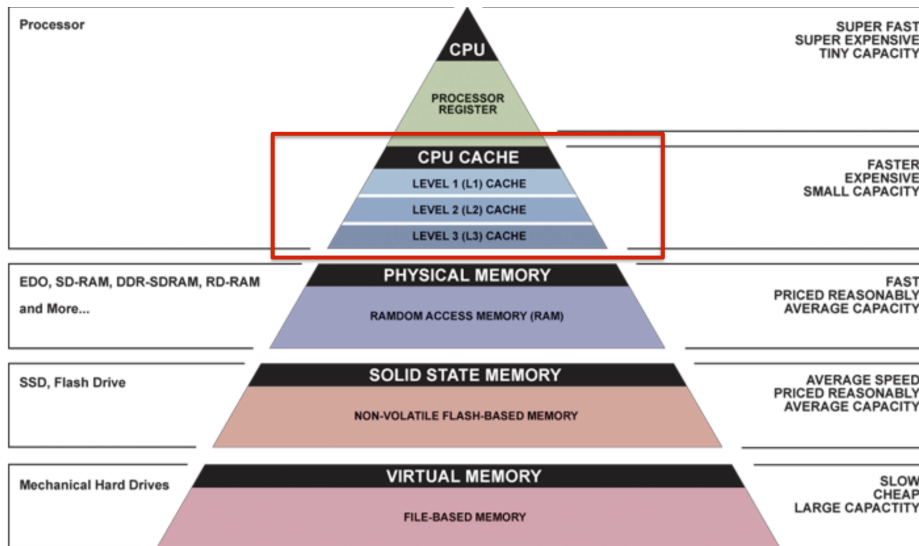 Processor
CPU
SUPER FAST
SUPER EXPENSIVE
TINY CAPACITY
PROCESSOR
REGISTER
CPU CACHE
LEVEL 1 (L1) CACHE
LEVEL 2 (L2) CACHE
LEVEL 3 (L3) CACHE
FASTER
EXPENSIVE
SMALL CAPACITY
EDO, SD-RAM, DDR-SDRAM, RD-RAM
and More...
PHYSICAL MEMORY
RAMDOM ACCESS MEMORY (RAM)
FAST
PRICED REASONABLY
AVERAGE CAPACITY
SSD, Flash Drive
SOLID STATE MEMORY
NON-VOLATILE FLASH-BASED MEMORY
AVERAGE SPEED
PRICED REASONABLY
AVERAGE CAPACITY
Mechanical Hard Drives
VIRTUAL MEMORY
FILE-BASED MEMORY
SLOW
CHEAP
LARGE CAPACTITY